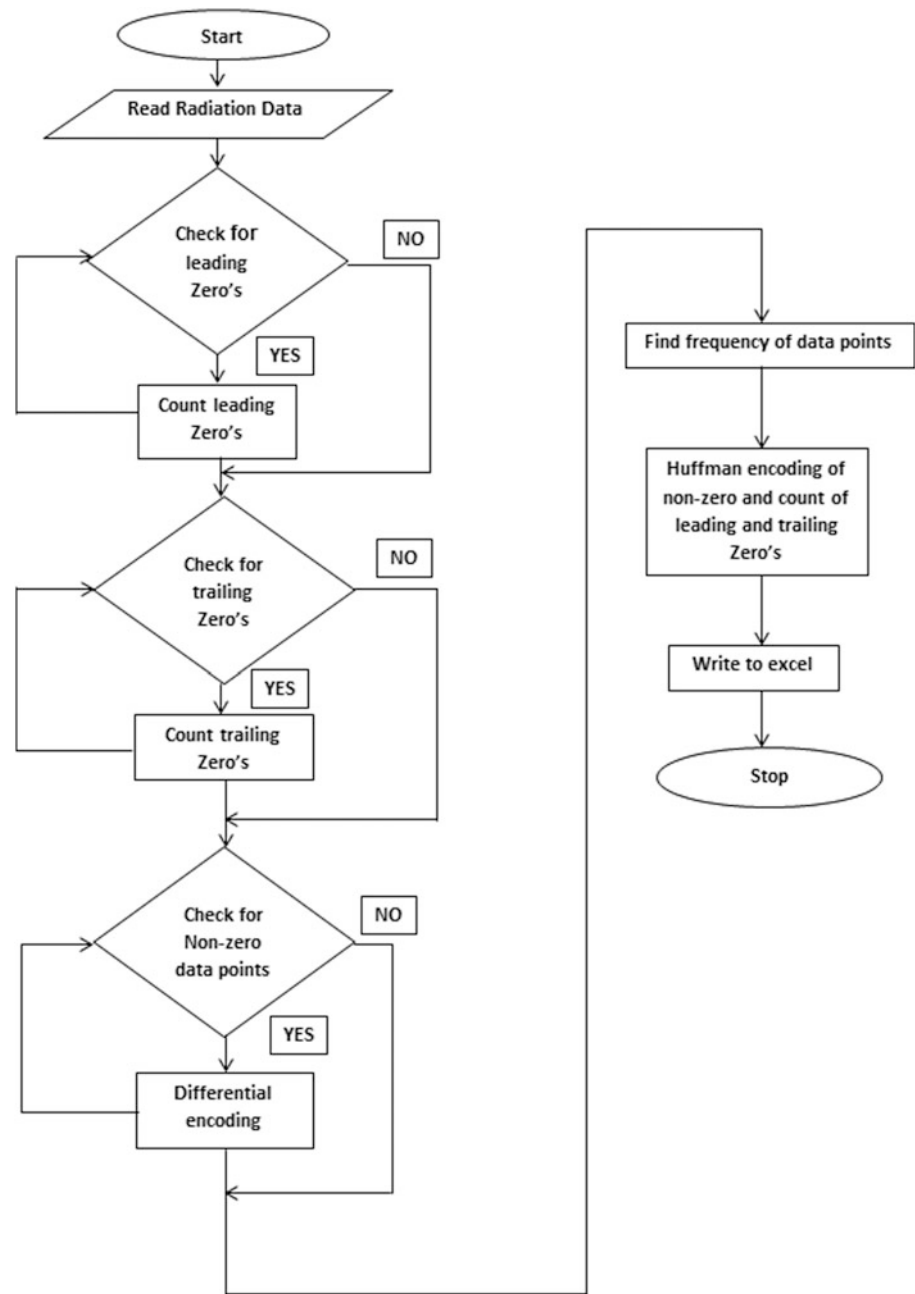 Start
Read Radiation Data
Check for
leading
Zero's
NO
YES
Count leading
Zero's
Check for
trailing
Zero's
NO
YES
Count trailing
Zero's
Check for
Non-zero
data points
NO
YES
Differential
encoding
Find frequency of data points
Huffman encoding of
non-zero and count of
leading and trailing
Zero's
Write to excel
Stop